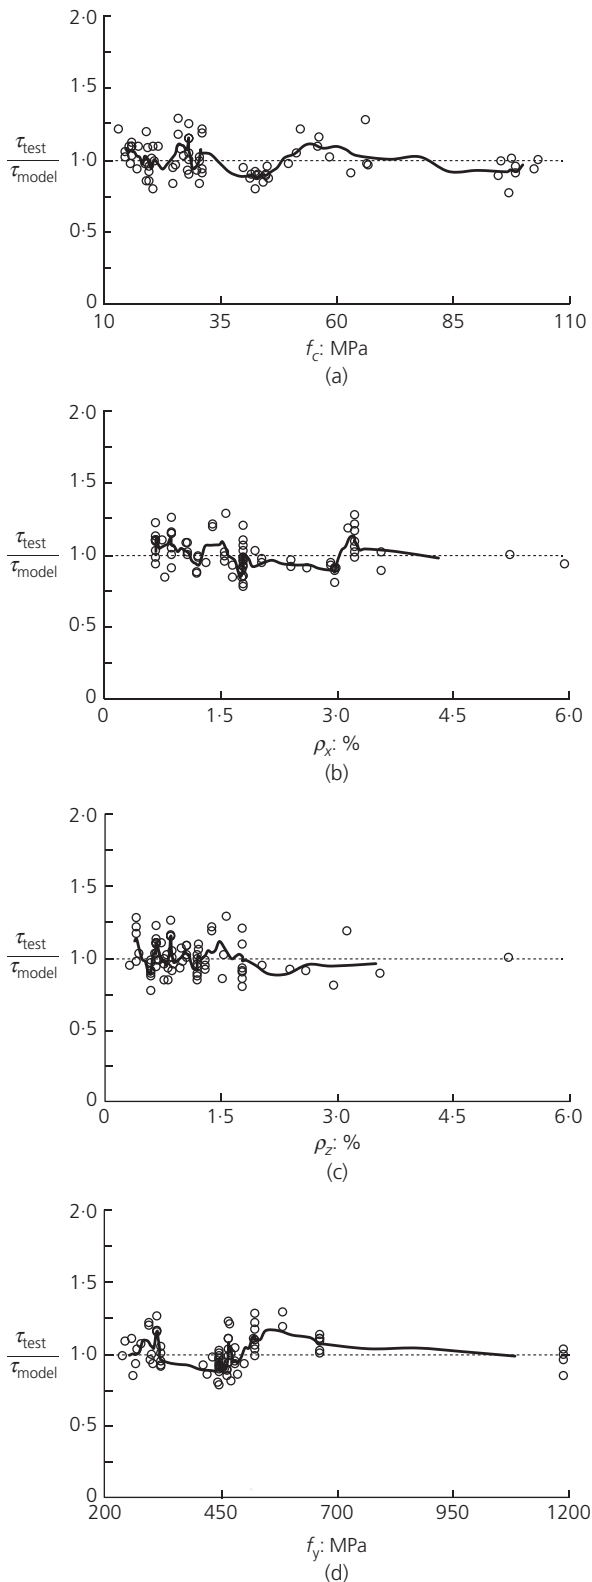 2·0
1·5
τtest
τmodel
1·0
0·5
0
10 35 60 85 110
fc: MPa
(a)
2·0
1·5
τtest
τmodel
1·0
0·5
0
0 1·5 3·0 4·5 6·0
ρx: %
(b)
2·0
1·5
τtest
τmodel
1·0
0·5
0
0 1·5 3·0 4·5 6·0
ρz: %
(c)
2·0
1·5
τtest
τmodel
1·0
0·5
0
200 450 700 950 1200
fy: MPa
(d)